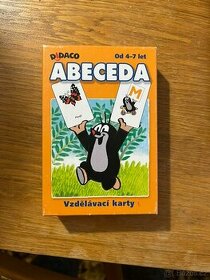 DIDACO
Od 4-7 let
ABECEDA
M
Vzdělávací karty